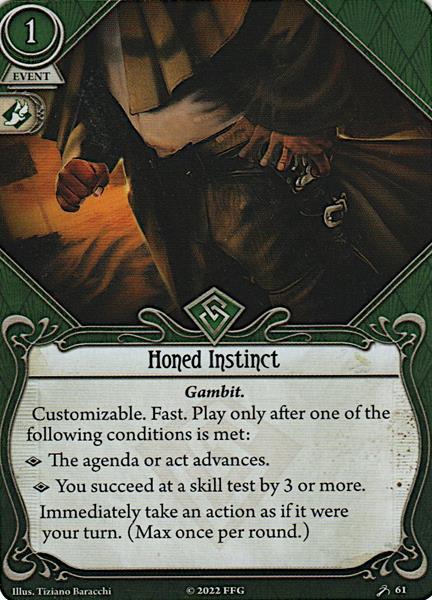 1
EVENT
Honed Instinct
Gambit.
Customizable. Fast. Play only after one of the
following conditions is met:
The agenda or act advances.
You succeed at a skill test by 3 or more.
Immediately take an action as if it were
your turn. (Max once per round.)
Illus. Tiziano Baracchi
© 2022 FFG
61